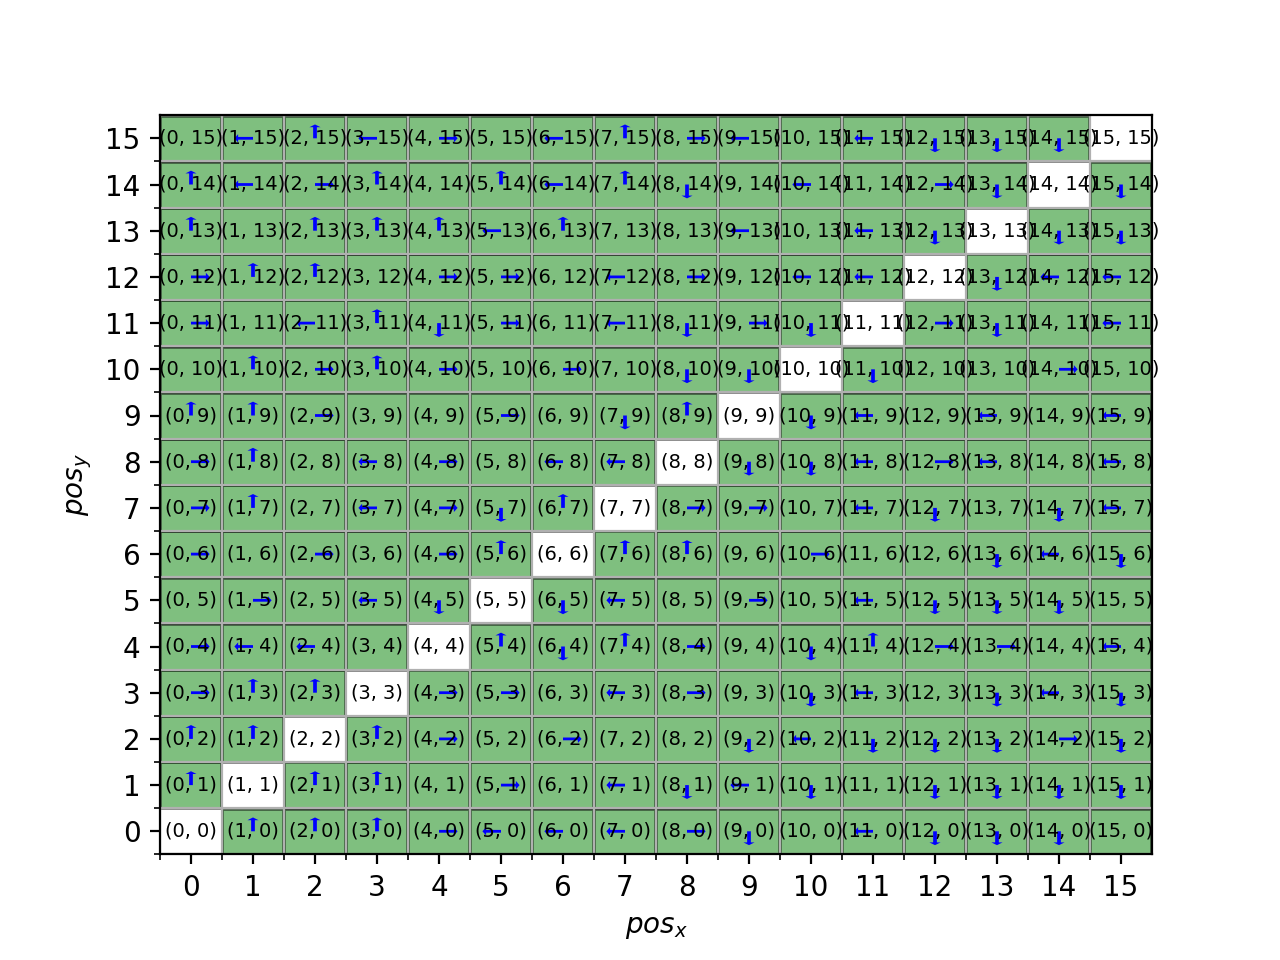 15 (0, 15) (1, 15) (2, 15) (3, 15) (4, 15) (5, 15) (6, 15) (7, 15) (8, 15) (9, 15) (10, 15) (11, 15) (12, 15) (13, 15) (14, 15) (15, 15)
14 (0, 14) (1, 14) (2, 14) (3, 14) (4, 14) (5, 14) (6, 14) (7, 14) (8, 14) (9, 14) (10, 14) (11, 14) (12, 14) (13, 14) (14, 14) (15, 14)
13 (0, 13) (1, 13) (2, 13) (3, 13) (4, 13) (5, 13) (6, 13) (7, 13) (8, 13) (9, 13) (10, 13) (11, 13) (12, 13) (13, 13) (14, 13) (15, 13)
12 (0, 12) (1, 12) (2, 12) (3, 12) (4, 12) (5, 12) (6, 12) (7, 12) (8, 12) (9, 12) (10, 12) (11, 12) (12, 12) (13, 12) (14, 12) (15, 12)
11 (0, 11) (1, 11) (2, 11) (3, 11) (4, 11) (5, 11) (6, 11) (7, 11) (8, 11) (9, 11) (10, 11) (11, 11) (12, 11) (13, 11) (14, 11) (15, 11)
10 (0, 10) (1, 10) (2, 10) (3, 10) (4, 10) (5, 10) (6, 10) (7, 10) (8, 10) (9, 10) (10, 10) (11, 10) (12, 10) (13, 10) (14, 10) (15, 10)
9 (0, 9) (1, 9) (2, 9) (3, 9) (4, 9) (5, 9) (6, 9) (7, 9) (8, 9) (9, 9) (10, 9) (11, 9) (12, 9) (13, 9) (14, 9) (15, 9)
8 (0, 8) (1, 8) (2, 8) (3, 8) (4, 8) (5, 8) (6, 8) (7, 8) (8, 8) (9, 8) (10, 8) (11, 8) (12, 8) (13, 8) (14, 8) (15, 8)
7 (0, 7) (1, 7) (2, 7) (3, 7) (4, 7) (5, 7) (6, 7) (7, 7) (8, 7) (9, 7) (10, 7) (11, 7) (12, 7) (13, 7) (14, 7) (15, 7)
6 (0, 6) (1, 6) (2, 6) (3, 6) (4, 6) (5, 6) (6, 6) (7, 6) (8, 6) (9, 6) (10, 6) (11, 6) (12, 6) (13, 6) (14, 6) (15, 6)
5 (0, 5) (1, 5) (2, 5) (3, 5) (4, 5) (5, 5) (6, 5) (7, 5) (8, 5) (9, 5) (10, 5) (11, 5) (12, 5) (13, 5) (14, 5) (15, 5)
4 (0, 4) (1, 4) (2, 4) (3, 4) (4, 4) (5, 4) (6, 4) (7, 4) (8, 4) (9, 4) (10, 4) (11, 4) (12, 4) (13, 4) (14, 4) (15, 4)
3 (0, 3) (1, 3) (2, 3) (3, 3) (4, 3) (5, 3) (6, 3) (7, 3) (8, 3) (9, 3) (10, 3) (11, 3) (12, 3) (13, 3) (14, 3) (15, 3)
2 (0, 2) (1, 2) (2, 2) (3, 2) (4, 2) (5, 2) (6, 2) (7, 2) (8, 2) (9, 2) (10, 2) (11, 2) (12, 2) (13, 2) (14, 2) (15, 2)
1 (0, 1) (1, 1) (2, 1) (3, 1) (4, 1) (5, 1) (6, 1) (7, 1) (8, 1) (9, 1) (10, 1) (11, 1) (12, 1) (13, 1) (14, 1) (15, 1)
0 (0, 0) (1, 0) (2, 0) (3, 0) (4, 0) (5, 0) (6, 0) (7, 0) (8, 0) (9, 0) (10, 0) (11, 0) (12, 0) (13, 0) (14, 0) (15, 0)
0 1 2 3 4 5 6 7 8 9 10 11 12 13 14 15
pos_x
pos_y